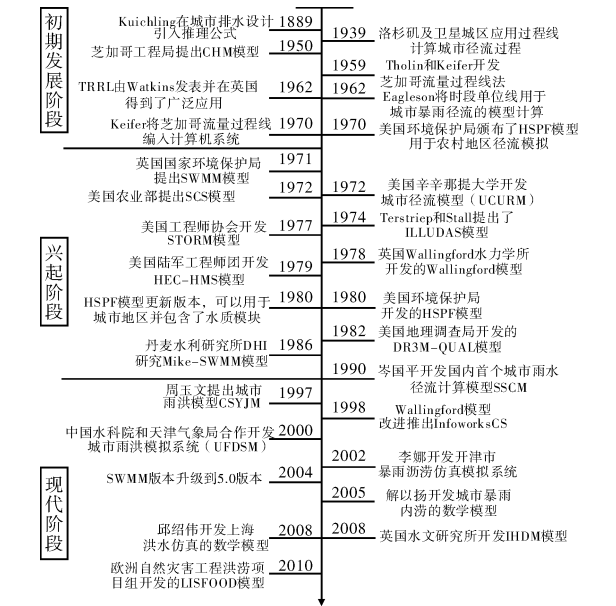 初期发展阶段
Kuichling在城市排水设计
引入推理公式
1889
1939
洛杉矶及卫星城区应用过程线
计算城市径流过程
芝加哥工程局提出CHM模型
1950
1959
Tholin和Keifer开发
芝加哥流量过程线法
TRRL由Watkins发表并在英国
得到了广泛应用
1962
1962
Eagleson将时段单位线用于
城市暴雨径流的模型计算
Keifer将芝加哥流量过程线
编入计算机系统
1970
1970
美国环境保护局颁布了HSPF模型
用于农村地区径流模拟
兴起阶段
英国国家环境保护局
提出SWMM模型
1971
美国农业部提出SCS模型
1972
1972
美国辛辛那提大学开发
城市径流模型（UCURM）
1974
Terstriep和Stall提出了
ILLUDAS模型
美国工程师协会开发
STORM模型
1977
1978
英国Wallingford水力学所
开发的Wallingford模型
美国陆军工程师团开发
HEC-HMS模型
1979
HSPF模型更新版本，可以用于
城市地区并包含了水质模块
1980
1980
美国环境保护局
开发的HSPF模型
1982
美国地理调查局开发的
DR3M-QUAL模型
丹麦水利研究所DHI
研究Mike-SWMM模型
1986
1990
岑国平开发国内首个城市雨水
径流计算模型SSCM
现代阶段
周玉文提出城市
雨洪模型CSYJM
1997
1998
Wallingford模型
改进推出InfoworksCS
中国水科院和天津气象局合作开发
城市雨洪模拟系统（UFDSM）
2000
2002
李娜开发开津市
暴雨沥涝仿真模拟系统
SWMM版本升级到5.0版本
2004
2005
解以扬开发城市暴雨
内涝的数学模型
邱绍伟开发上海
洪水仿真的数学模型
2008
2008
英国水文研究所开发IHDM模型
欧洲自然灾害工程洪涝项
目组开发的LISFOOD模型
2010